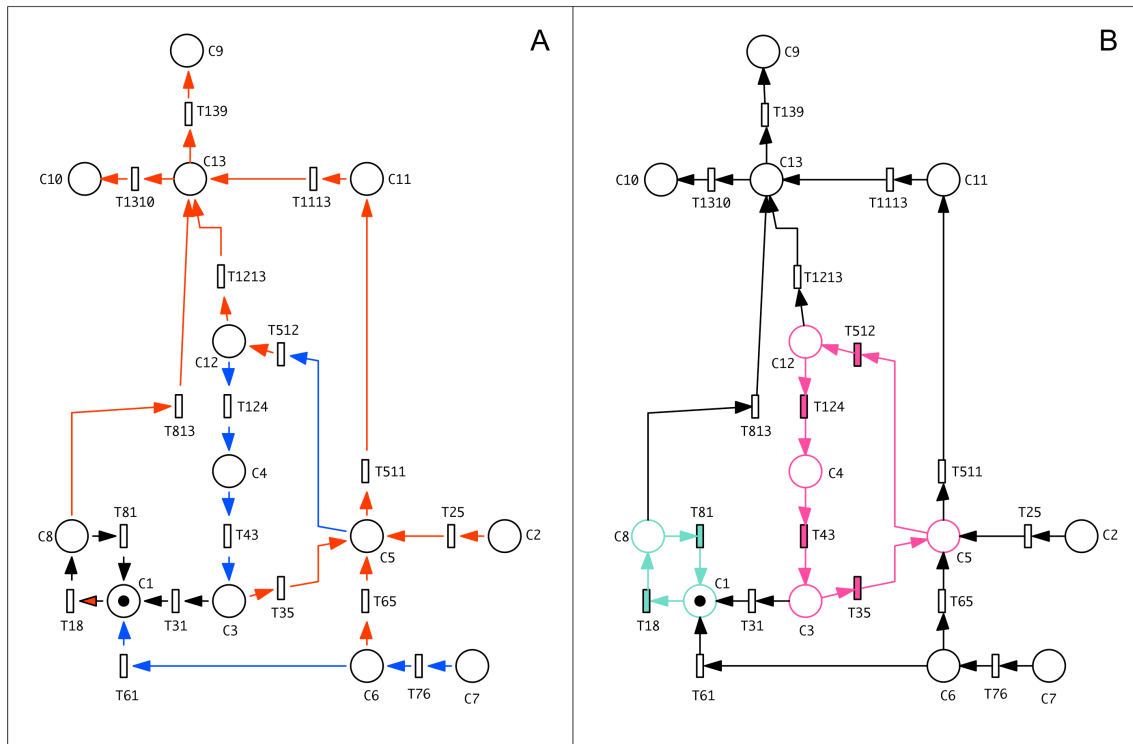 A
C9
T139
C13
C10
T1310
T1113
C11
T1213
T512
C12
T124
T813
C4
T511
T81
T43
T25
C8
C5
C2
C1
T18
T31
C3
T35
T65
T61
C6
T76
C7
B
C9
T139
C13
C10
T1310
T1113
C11
T1213
T512
C12
T124
T813
C4
T511
T81
T43
T25
C8
C5
C2
C1
T18
T31
C3
T35
T65
T61
C6
T76
C7